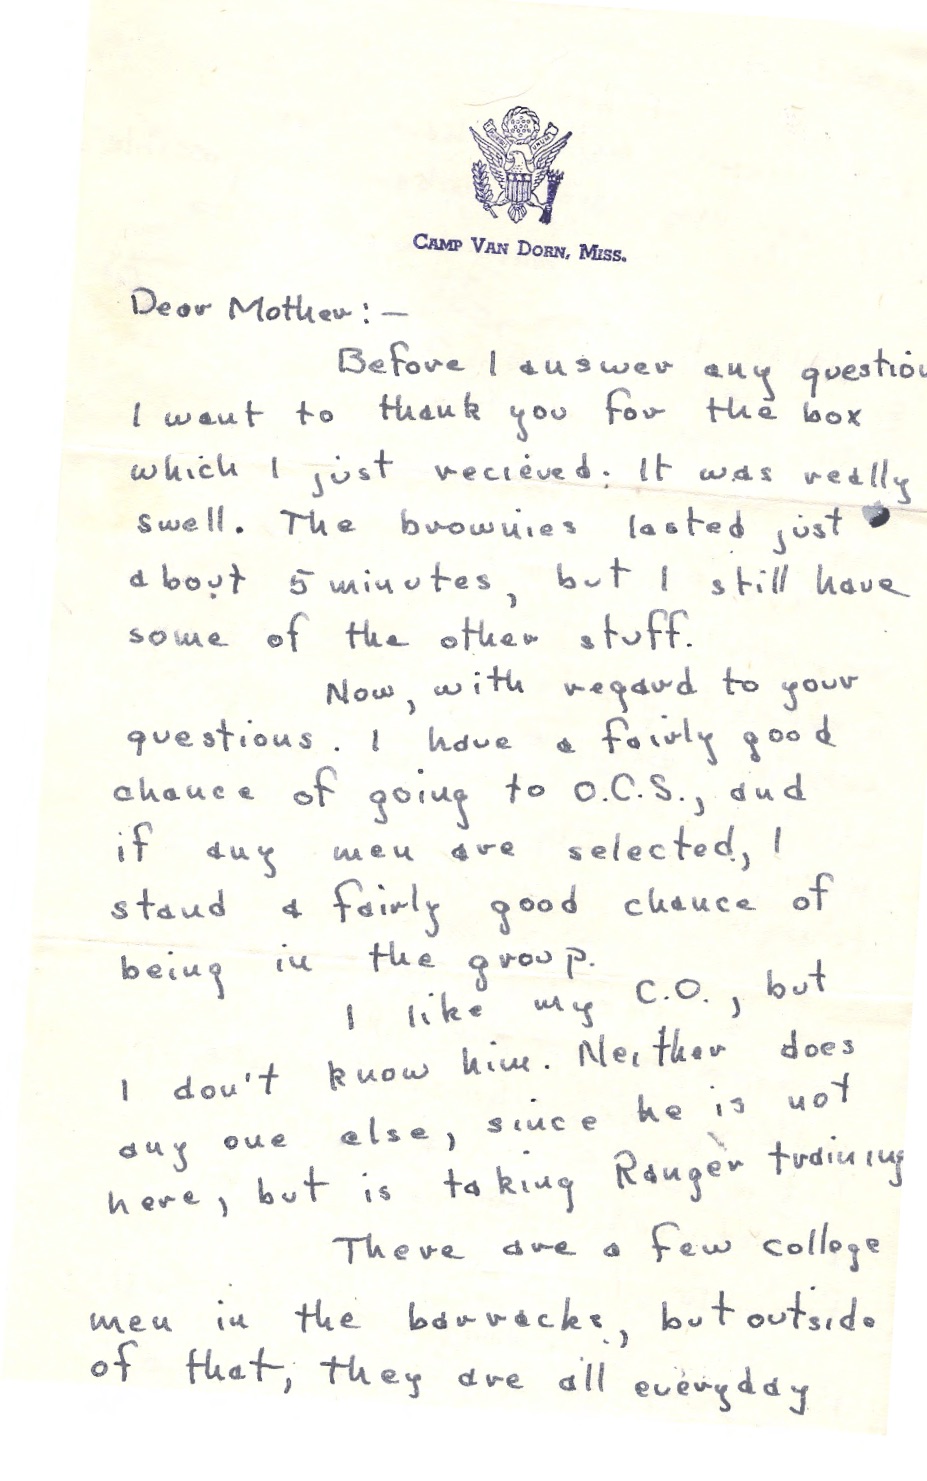 CAMP VAN DORN, MISS.
Dear Mother:—
Before I answer any question
I want to thank you for the box
which I just recieved. It was really
swell. The brownies lasted just
about 5 minutes, but I still have
some of the other stuff.
Now, with regard to your
questions. I have a fairly good
chance of going to O.C.S., and
if any men are selected, I
stand a fairly good chance of
being in the group.
I like my C.O., but
I don't know him. Neither does
any one else, since he is not
here, but is taking Ranger training
There are a few college
men in the barracks, but outside
of that, they are all everyday